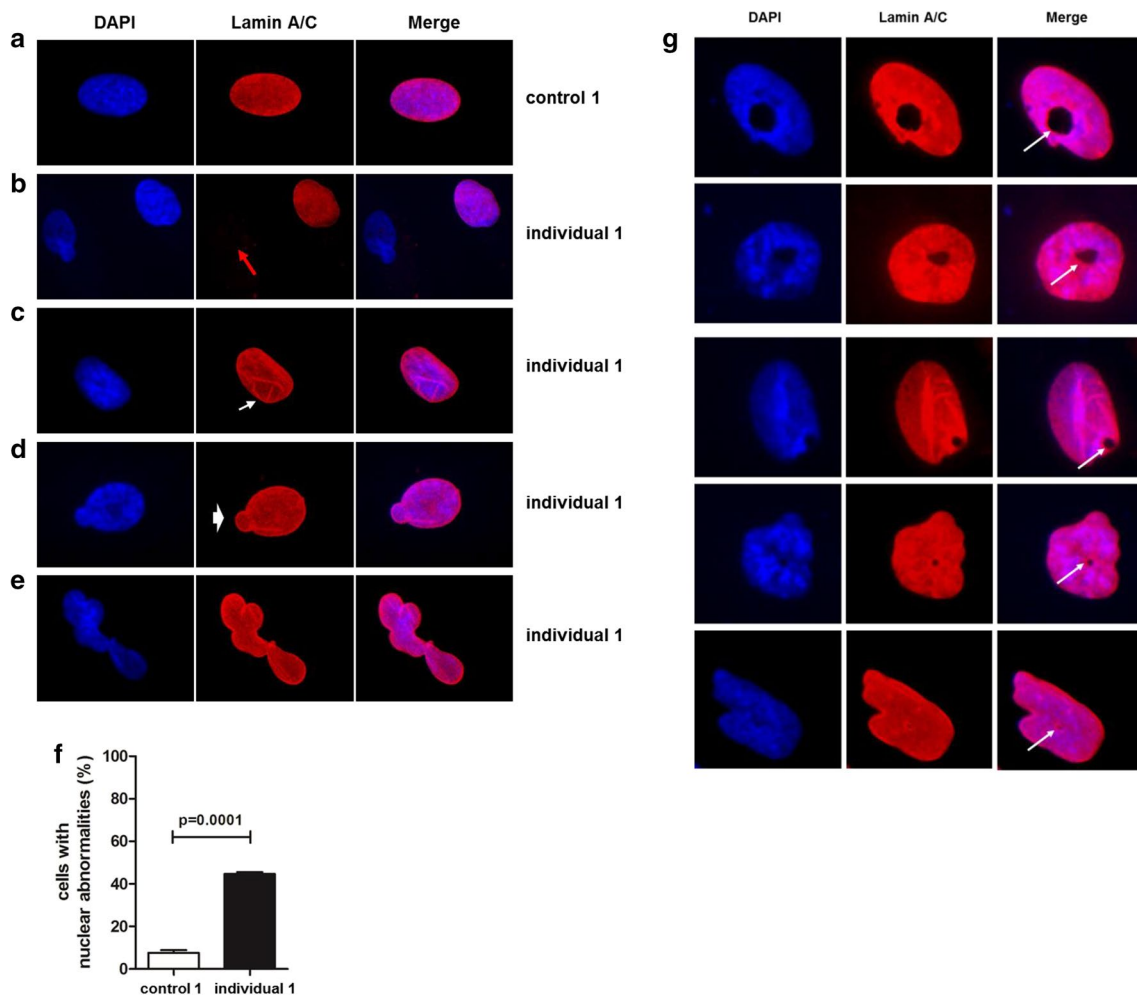 DAPI Lamin A/C Merge
a
control 1
b
individual 1
c
individual 1
d
individual 1
e
individual 1
f
cells with
nuclear abnormalities (%)
100
80
60
40
20
0
p=0.0001
control 1 individual 1
g
DAPI Lamin A/C Merge